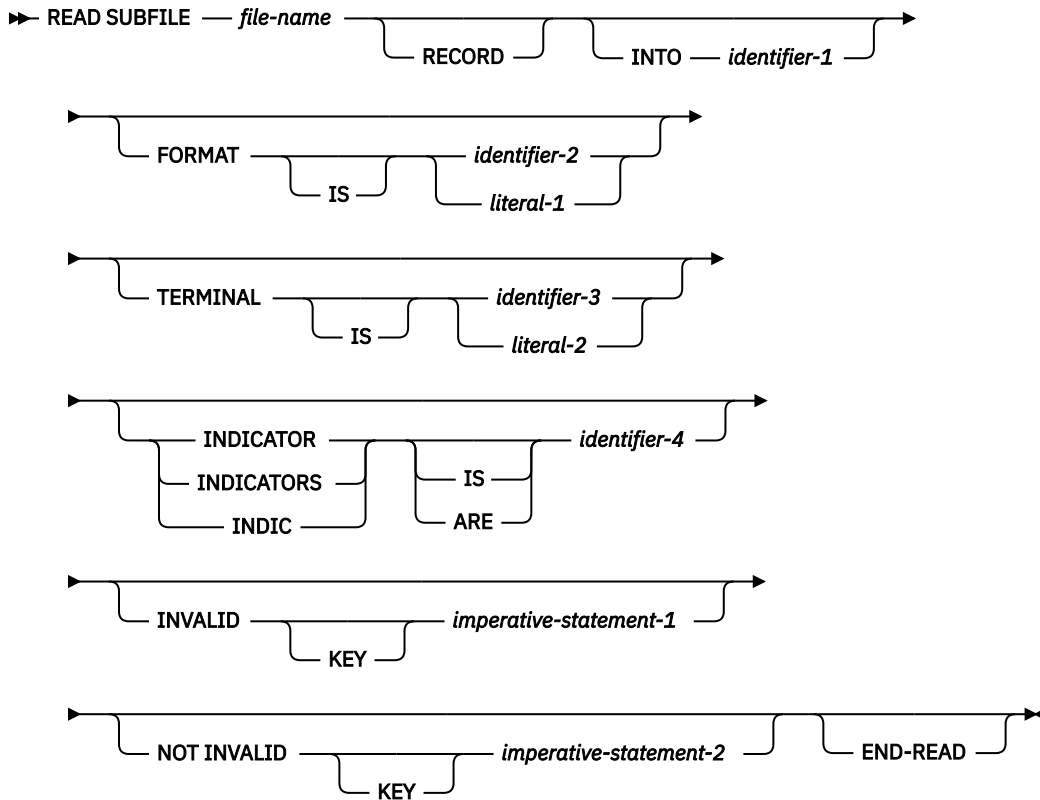 READ SUBFILE file-name
RECORD INTO identifier-1
FORMAT identifier-2
IS literal-1
TERMINAL identifier-3
IS literal-2
INDICATOR identifier-4
INDICATORS IS
INDIC ARE
INVALID imperative-statement-1
KEY
NOT INVALID imperative-statement-2 END-READ
KEY